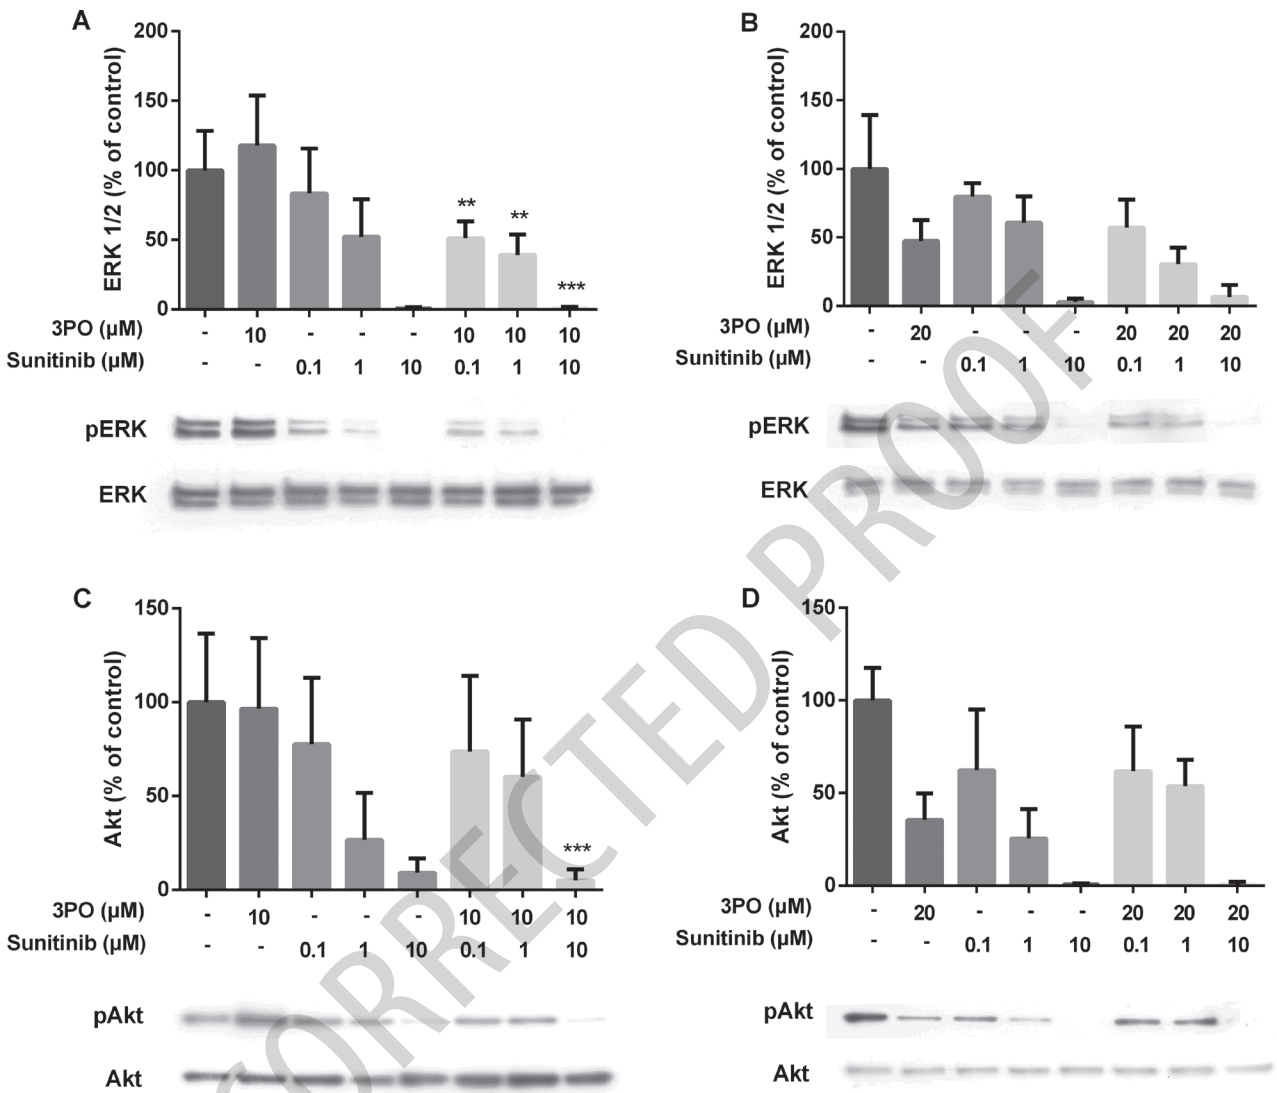 A
200
150
100
50
0
ERK 1/2 (% of control)
** ** ***
3PO (µM) - 10 - - - 10 10 10
Sunitinib (µM) - - 0.1 1 10 0.1 1 10
pERK
ERK
B
200
150
100
50
0
ERK 1/2 (% of control)
3PO (µM) - 20 - - - 20 20 20
Sunitinib (µM) - - 0.1 1 10 0.1 1 10
pERK
ERK
C
150
100
50
0
Akt (% of control)
***
3PO (µM) - 10 - - - 10 10 10
Sunitinib (µM) - - 0.1 1 10 0.1 1 10
pAkt
Akt
D
150
100
50
0
Akt (% of control)
3PO (µM) - 20 - - - 20 20 20
Sunitinib (µM) - - 0.1 1 10 0.1 1 10
pAkt
Akt
CORRECTED PROOF